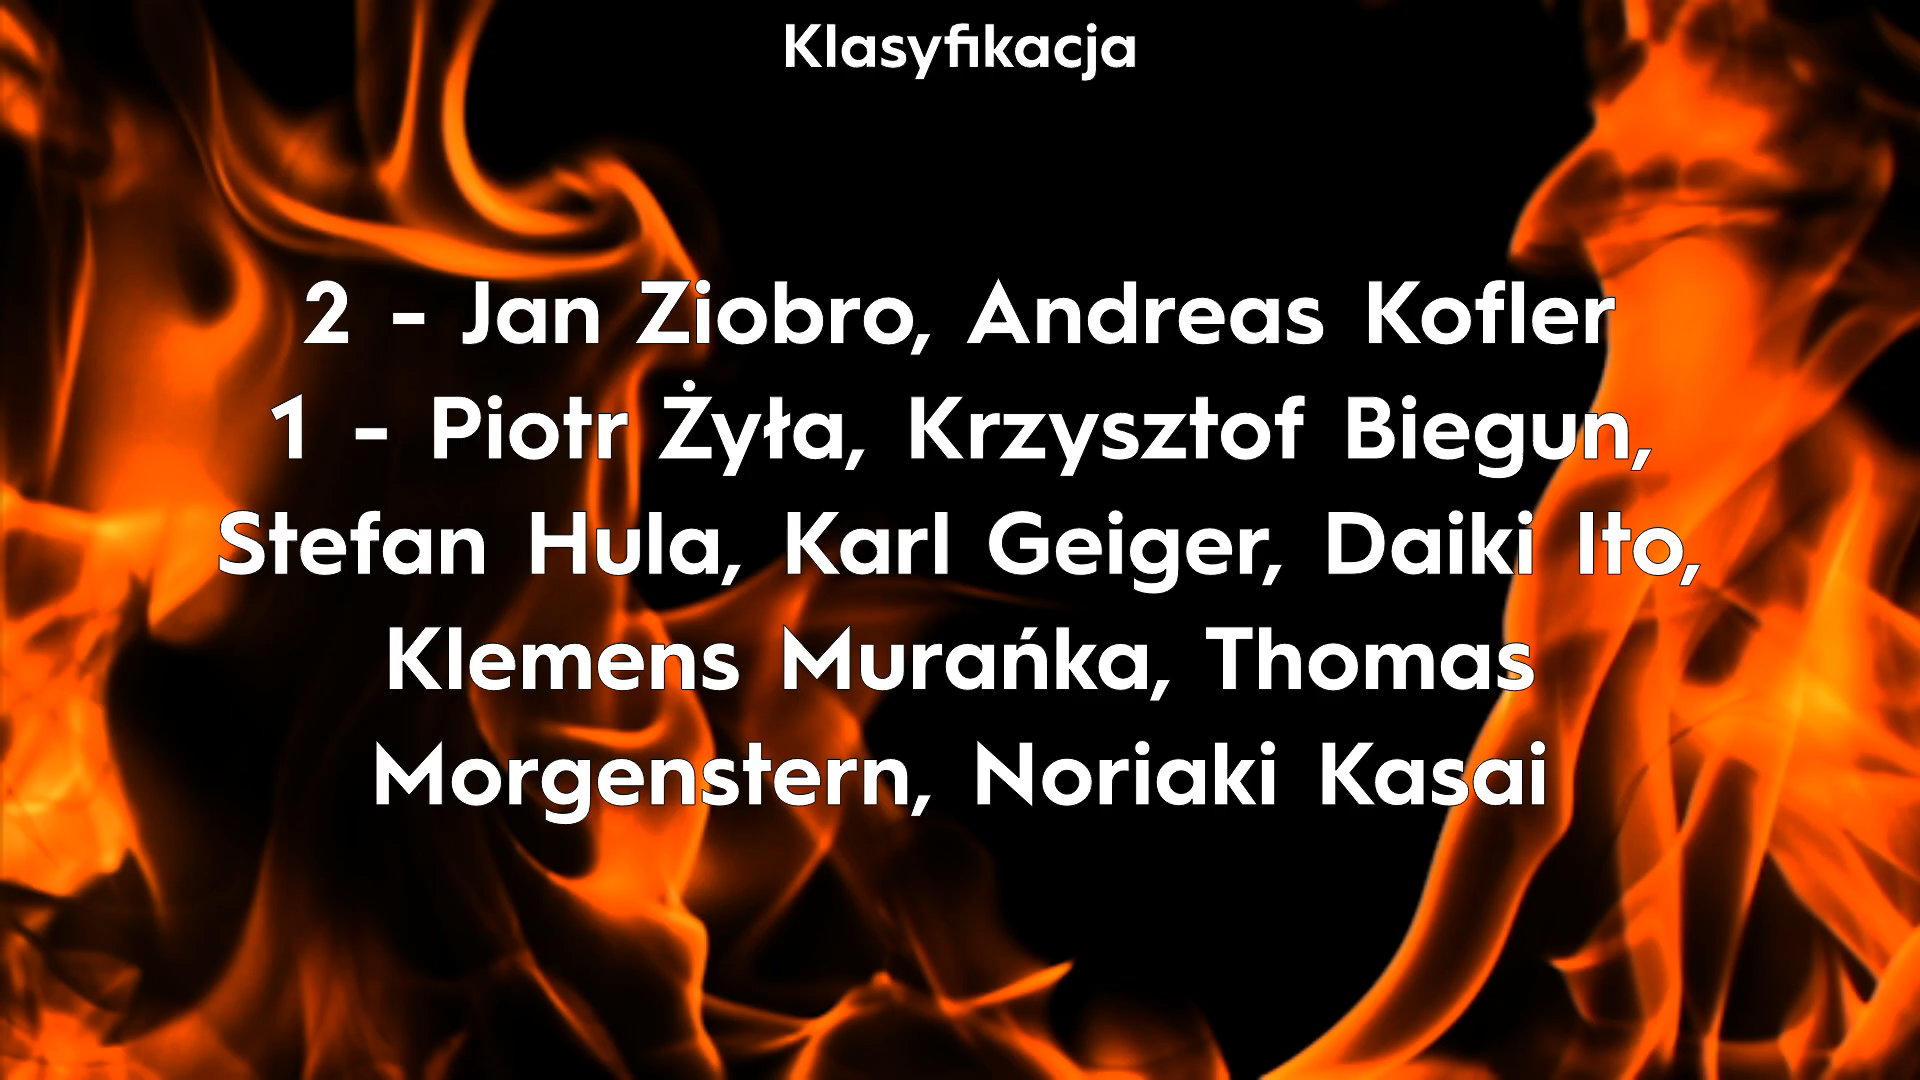 Klasyfikacja
2 - Jan Ziobro, Andreas Kofler
1 - Piotr Żyła, Krzysztof Biegun,
Stefan Hula, Karl Geiger, Daiki Ito,
Klemens Murańka, Thomas
Morgenstern, Noriaki Kasai